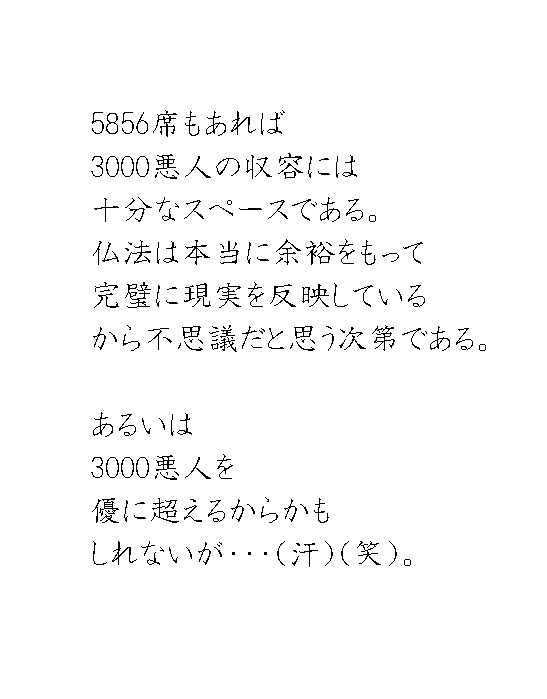 5856席もあれば
3000悪人の収容には
十分なスペースである。
仏法は本当に余裕をもって
完璧に現実を反映している
から不思議だと思う次第である。
あるいは
3000悪人を
優に超えるからかも
しれないが・・・(汗)(笑)。